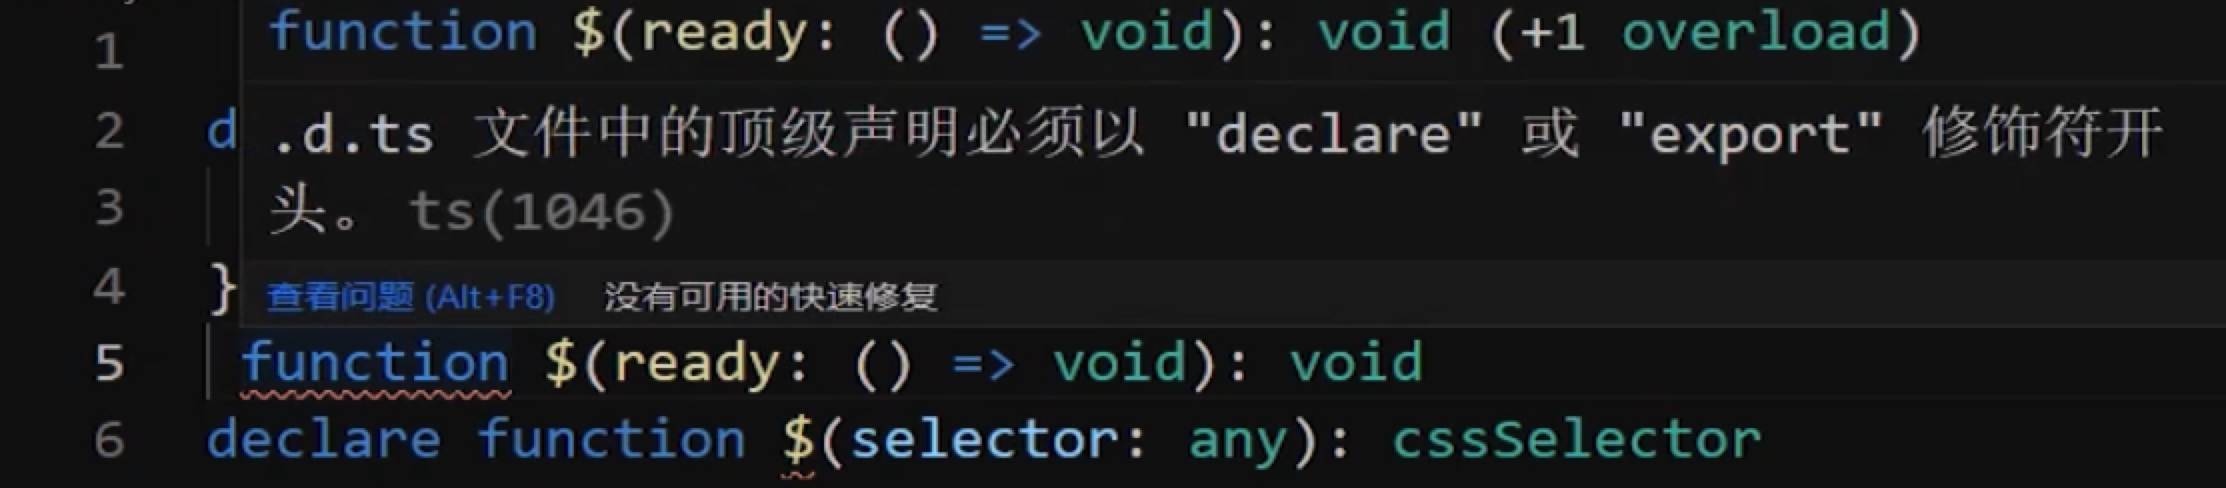 function $(ready: () => void): void (+1 overload)
1
2 d .d.ts 文件中的顶级声明必须以 "declare" 或 "export" 修饰符开
3 头。 ts(1046)
4 } 查看问题 (Alt+F8) 没有可用的快速修复
5 function $(ready: () => void): void
6 declare function $(selector: any): cssSelector